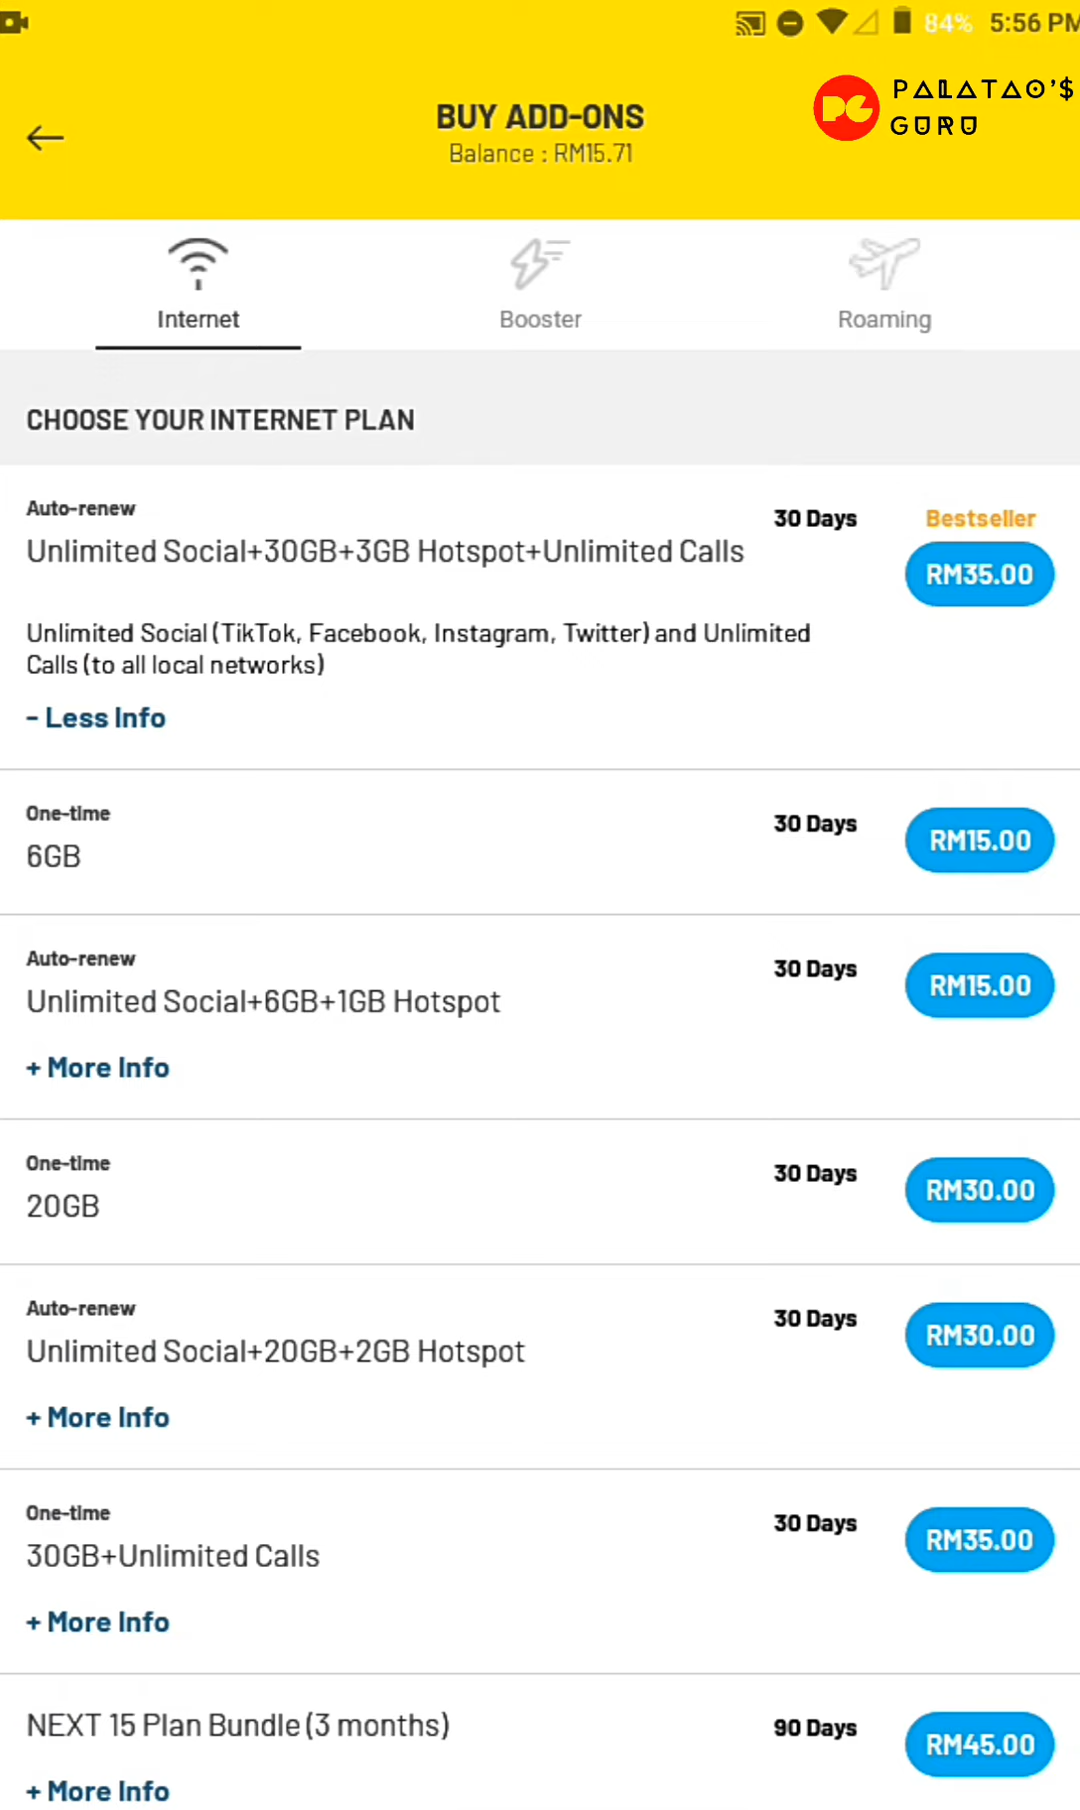 84% 5:56 PM
PALATAO'$
GURU
BUY ADD-ONS
Balance : RM15.71
Internet
Booster
Roaming
CHOOSE YOUR INTERNET PLAN
Auto-renew
30 Days
Bestseller
Unlimited Social+30GB+3GB Hotspot+Unlimited Calls
RM35.00
Unlimited Social (TikTok, Facebook, Instagram, Twitter) and Unlimited
Calls (to all local networks)
- Less Info
One-time
30 Days
RM15.00
6GB
Auto-renew
30 Days
RM15.00
Unlimited Social+6GB+1GB Hotspot
+ More Info
One-time
30 Days
RM30.00
20GB
Auto-renew
30 Days
RM30.00
Unlimited Social+20GB+2GB Hotspot
+ More Info
One-time
30 Days
RM35.00
30GB+Unlimited Calls
+ More Info
NEXT 15 Plan Bundle (3 months)
90 Days
RM45.00
+ More Info